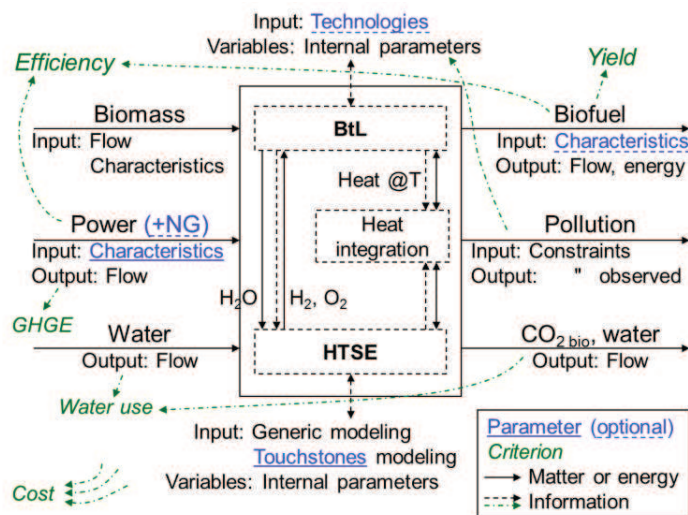 Input: Technologies
Variables: Internal parameters
Efficiency
Yield
Biomass
Input: Flow
Characteristics
BtL
Biofuel
Input: Characteristics
Output: Flow, energy
Heat @T
Power (+NG)
Input: Characteristics
Output: Flow
Heat
integration
Pollution
Input: Constraints
Output: " observed
H₂O
H₂, O₂
GHGE
Water
Output: Flow
HTSE
CO₂ bio, water
Output: Flow
Water use
Input: Generic modeling
Touchstones modeling
Variables: Internal parameters
Cost
Parameter (optional)
Criterion
Matter or energy
Information